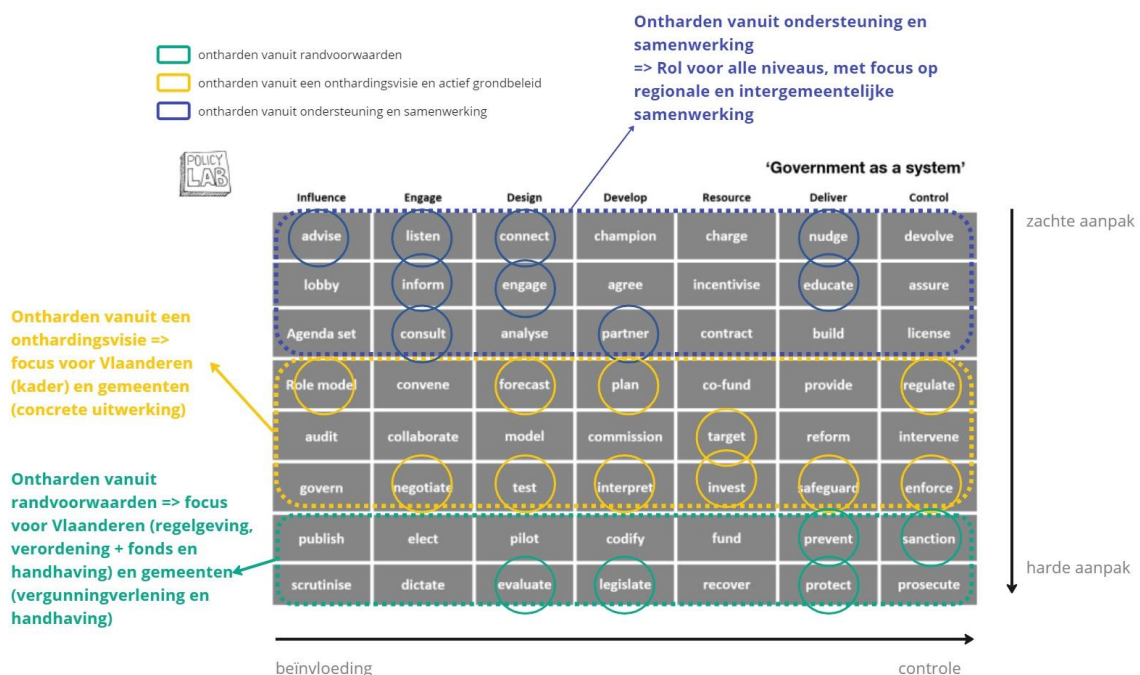 Ontharden vanuit ondersteuning en
samenwerking
=> Rol voor alle niveaus, met focus op
regionale en intergemeentelijke
samenwerking
ontharden vanuit randvoorwaarden
ontharden vanuit een onthardingsvisie en actief grondbeleid
ontharden vanuit ondersteuning en samenwerking
POLICY
LAB
'Government as a system'
Influence Engage Design Develop Resource Deliver Control
advise listen connect champion charge nudge devolve
lobby inform engage agree incentivise educate assure
Agenda set consult analyse partner contract build license
Role model convene forecast plan co-fund provide regulate
audit collaborate model commission target reform intervene
govern negotiate test interpret invest safeguard enforce
publish elect pilot codify fund prevent sanction
scrutinise dictate evaluate legislate recover protect prosecute
zachte aanpak
harde aanpak
Ontharden vanuit een
onthardingsvisie =>
focus voor Vlaanderen
(kader) en gemeenten
(concrete uitwerking)
Ontharden vanuit
randvoorwaarden => focus
voor Vlaanderen (regelgeving,
verordening + fonds en
handhaving) en gemeenten
(vergunningverlening en
handhaving)
beïnvloeding
controle